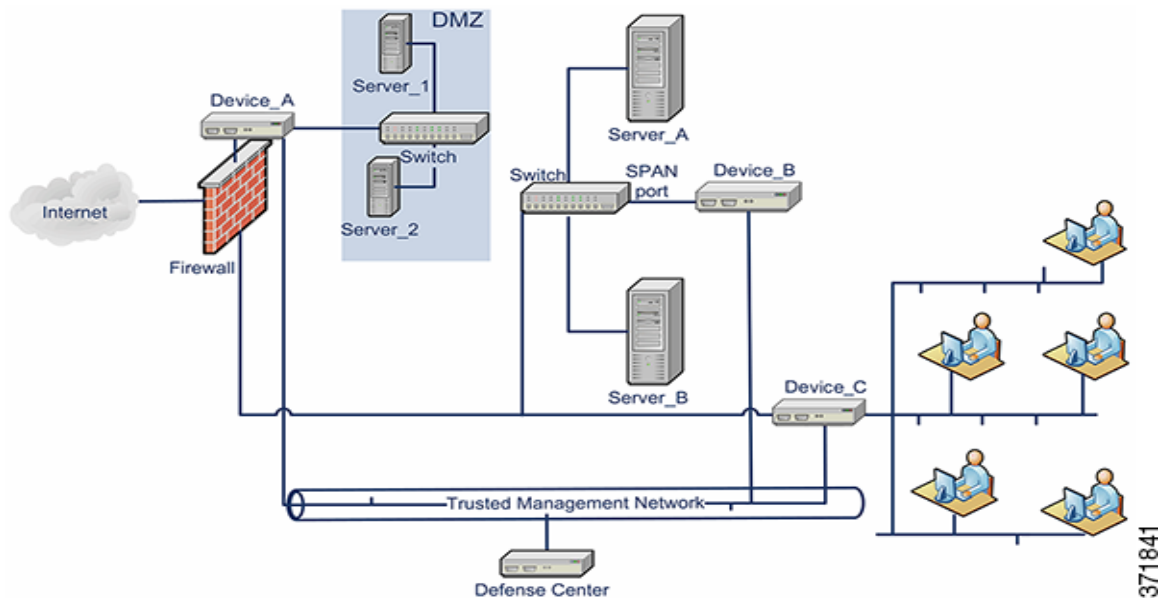 DMZ
Server_1
Device_A
Switch
Server_2
Internet
Firewall
Server_A
Switch
SPAN
port
Device_B
Server_B
Device_C
Trusted Management Network
Defense Center
371841